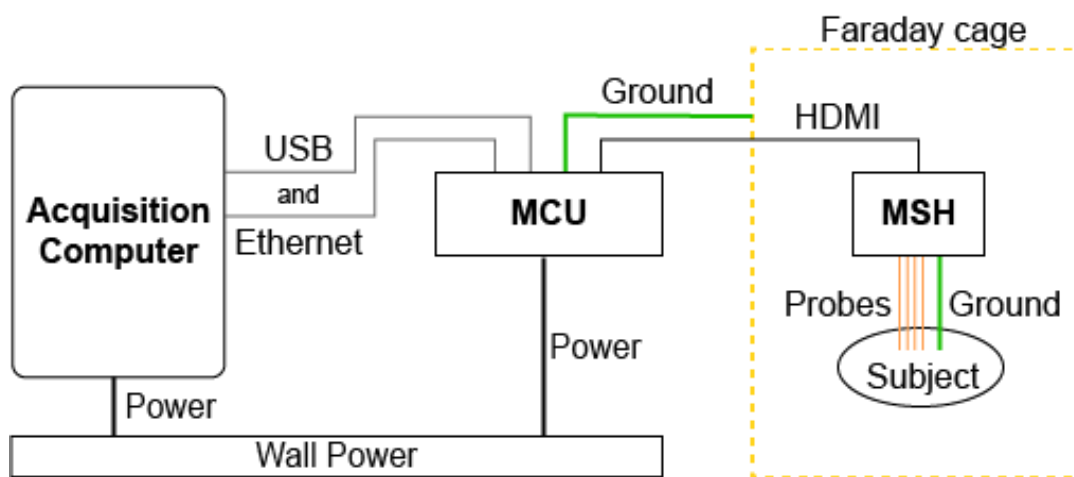 Faraday cage
Ground
HDMI
USB
and
Ethernet
Acquisition
Computer
MCU
MSH
Probes
Ground
Subject
Power
Power
Wall Power